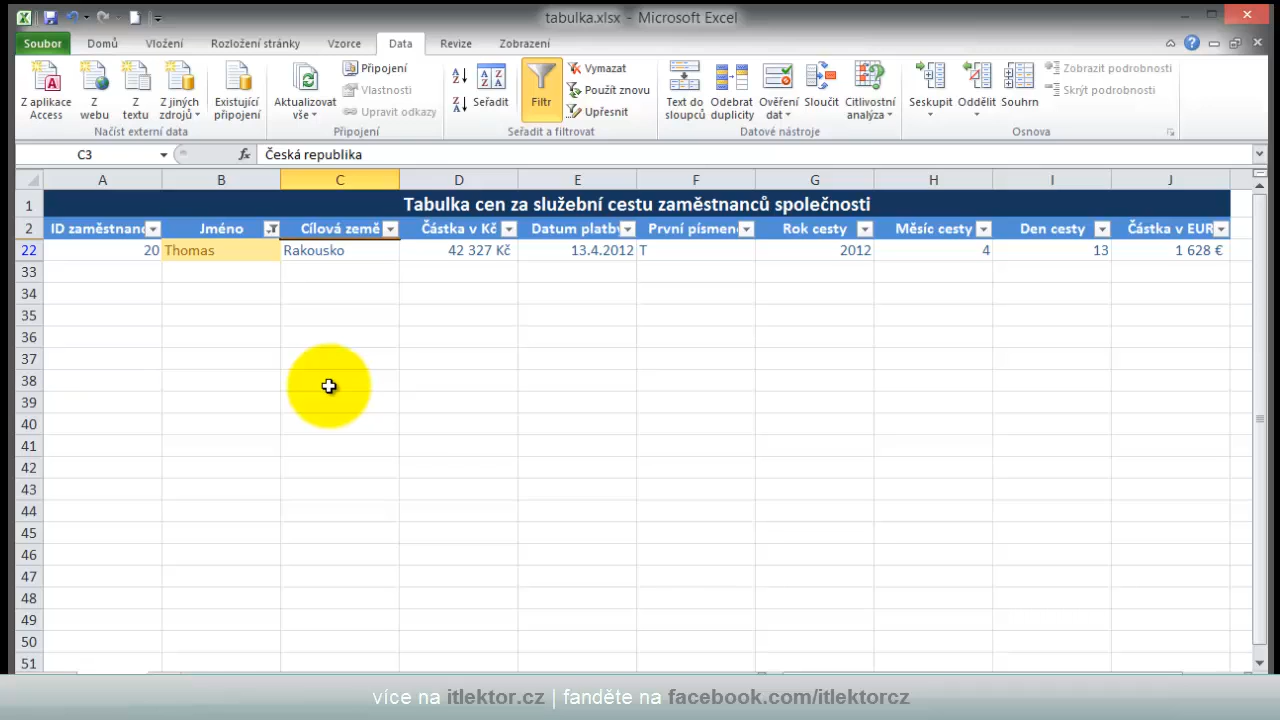 tabulka.xlsx - Microsoft Excel
Soubor Domů Vložení Rozložení stránky Vzorce Data Revize Zobrazení
Z aplikace Access
Z webu
Z textu
Z jiných zdrojů
Existující připojení
Načíst external data
Aktualizovat vše
Připojení
Vlastnosti
Upravit odkazy
Připojení
Seřadit
Filtr
Vymazat
Použít znovu
Upřesnit
Seřadit a filtrovat
Text do sloupců
Odebrat duplicity
Ověření dat
Sloučit
Citlivostní analýza
Datové nástroje
Seskupit
Oddělit
Souhrn
Zobrazit podrobnosti
Skrýt podrobnosti
Osnova
C3 fx Česká republika
A B C D E F G H I J
1 Tabulka cen za služební cestu zaměstnanců společnosti
2 ID zaměstnanc Jméno Cílová země Částka v Kč Datum platby První písmen Rok cesty Měsíc cesty Den cesty Částka v EUR
22 20 Thomas Rakousko 42 327 Kč 13.4.2012 T 2012 4 13 1 628 €
33
34
35
36
37
38
39
40
41
42
43
44
45
46
47
48
49
50
51
více na itlektor.cz | fanděte na facebook.com/itlektorcz